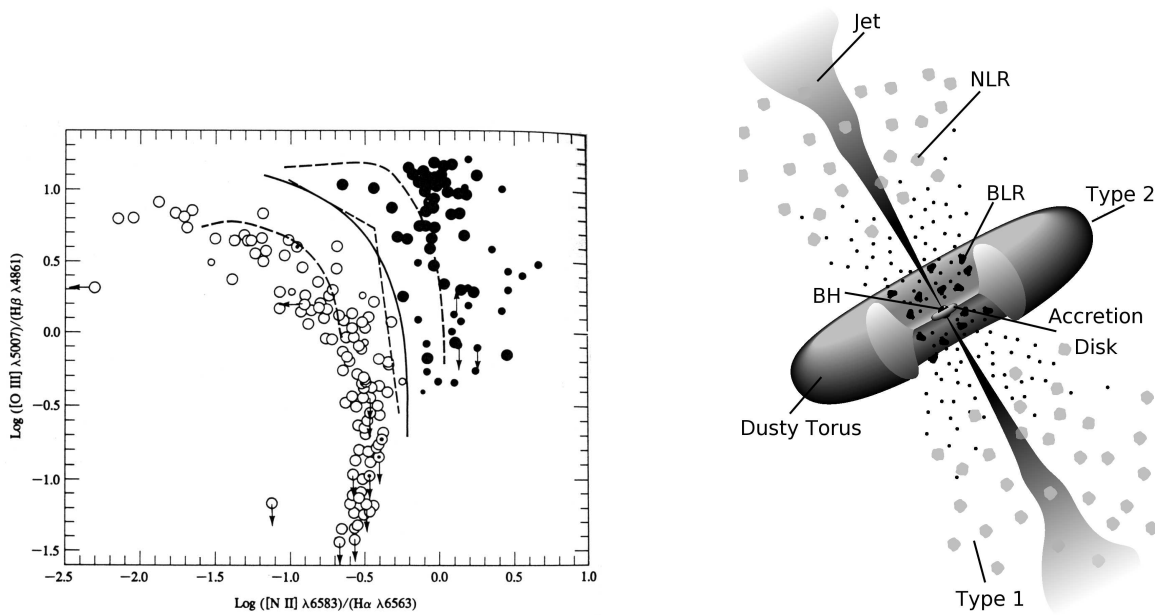 Log ([O III] λ5007)/(Hβ λ4861)
1.0
0.5
0.0
−0.5
−1.0
−1.5
−2.5
−2.0
−1.5
−1.0
−0.5
0.0
0.5
1.0
Log ([N II] λ6583)/(Hα λ6563)
Jet
NLR
BLR
Type 2
BH
Accretion
Disk
Dusty Torus
Type 1